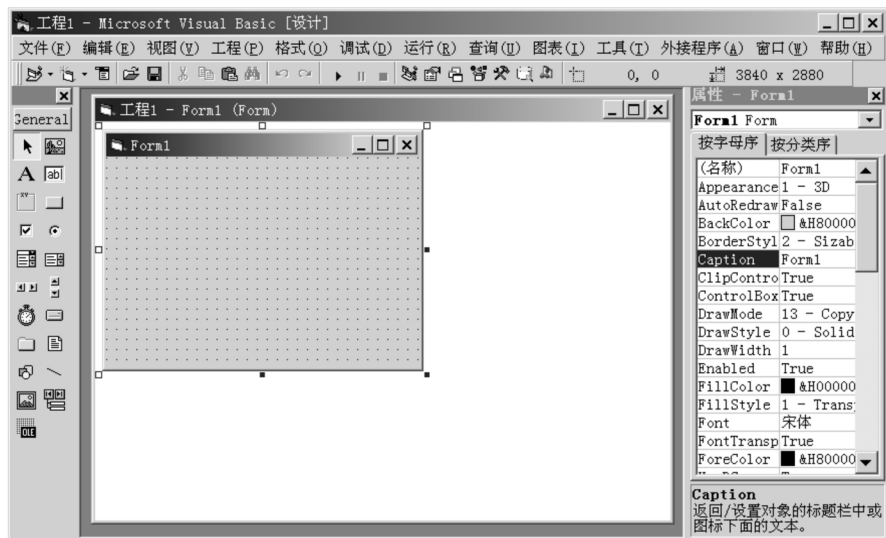 工程1 - Microsoft Visual Basic [设计]
文件(F) 编辑(E) 视图(V) 工程(P) 格式(O) 调试(D) 运行(R) 查询(U) 图表(I) 工具(T) 外接程序(A) 窗口(W) 帮助(H)
0, 0 3840 x 2880
General
A ab|
xv
OLE
工程1 - Form1 (Form)
Form1
属性 - Form1
Form1 Form
按字母序 按分类序
(名称) Form1
Appearance 1 - 3D
AutoRedraw False
BackColor &H80000
BorderStyl 2 - Sizab
Caption Form1
ClipContro True
ControlBox True
DrawMode 13 - Copy
DrawStyle 0 - Solid
DrawWidth 1
Enabled True
FillColor &H00000
FillStyle 1 - Trans
Font 宋体
FontTransp True
ForeColor &H80000
Caption
返回/设置对象的标题栏中或
图标下面的文本。